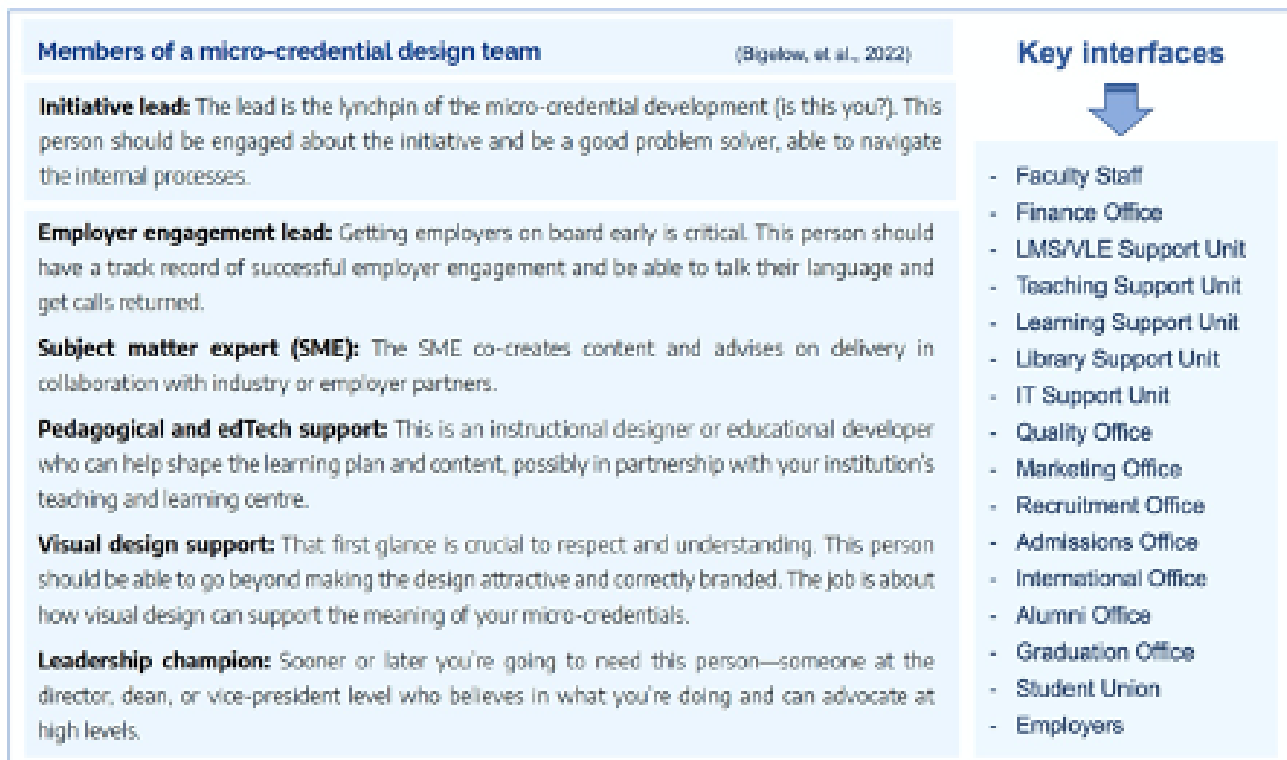 Members of a micro-credential design team (Bigelow, et al., 2022)
Initiative lead: The lead is the lynchpin of the micro-credential development (is this you?). This
person should be engaged about the initiative and be a good problem solver, able to navigate
the internal processes.
Employer engagement lead: Getting employers on board early is critical. This person should
have a track record of successful employer engagement and be able to talk their language and
get calls returned.
Subject matter expert (SME): The SME co-creates content and advises on delivery in
collaboration with industry or employer partners.
Pedagogical and edTech support: This is an instructional designer or educational developer
who can help shape the learning plan and content, possibly in partnership with your institution's
teaching and learning centre.
Visual design support: That first glance is crucial to respect and understanding. This person
should be able to go beyond making the design attractive and correctly branded. The job is about
how visual design can support the meaning of your micro-credentials.
Leadership champion: Sooner or later you're going to need this person—someone at the
director, dean, or vice-president level who believes in what you're doing and can advocate at
high levels.
Key interfaces
- Faculty Staff
- Finance Office
- LMS/VLE Support Unit
- Teaching Support Unit
- Learning Support Unit
- Library Support Unit
- IT Support Unit
- Quality Office
- Marketing Office
- Recruitment Office
- Admissions Office
- International Office
- Alumni Office
- Graduation Office
- Student Union
- Employers